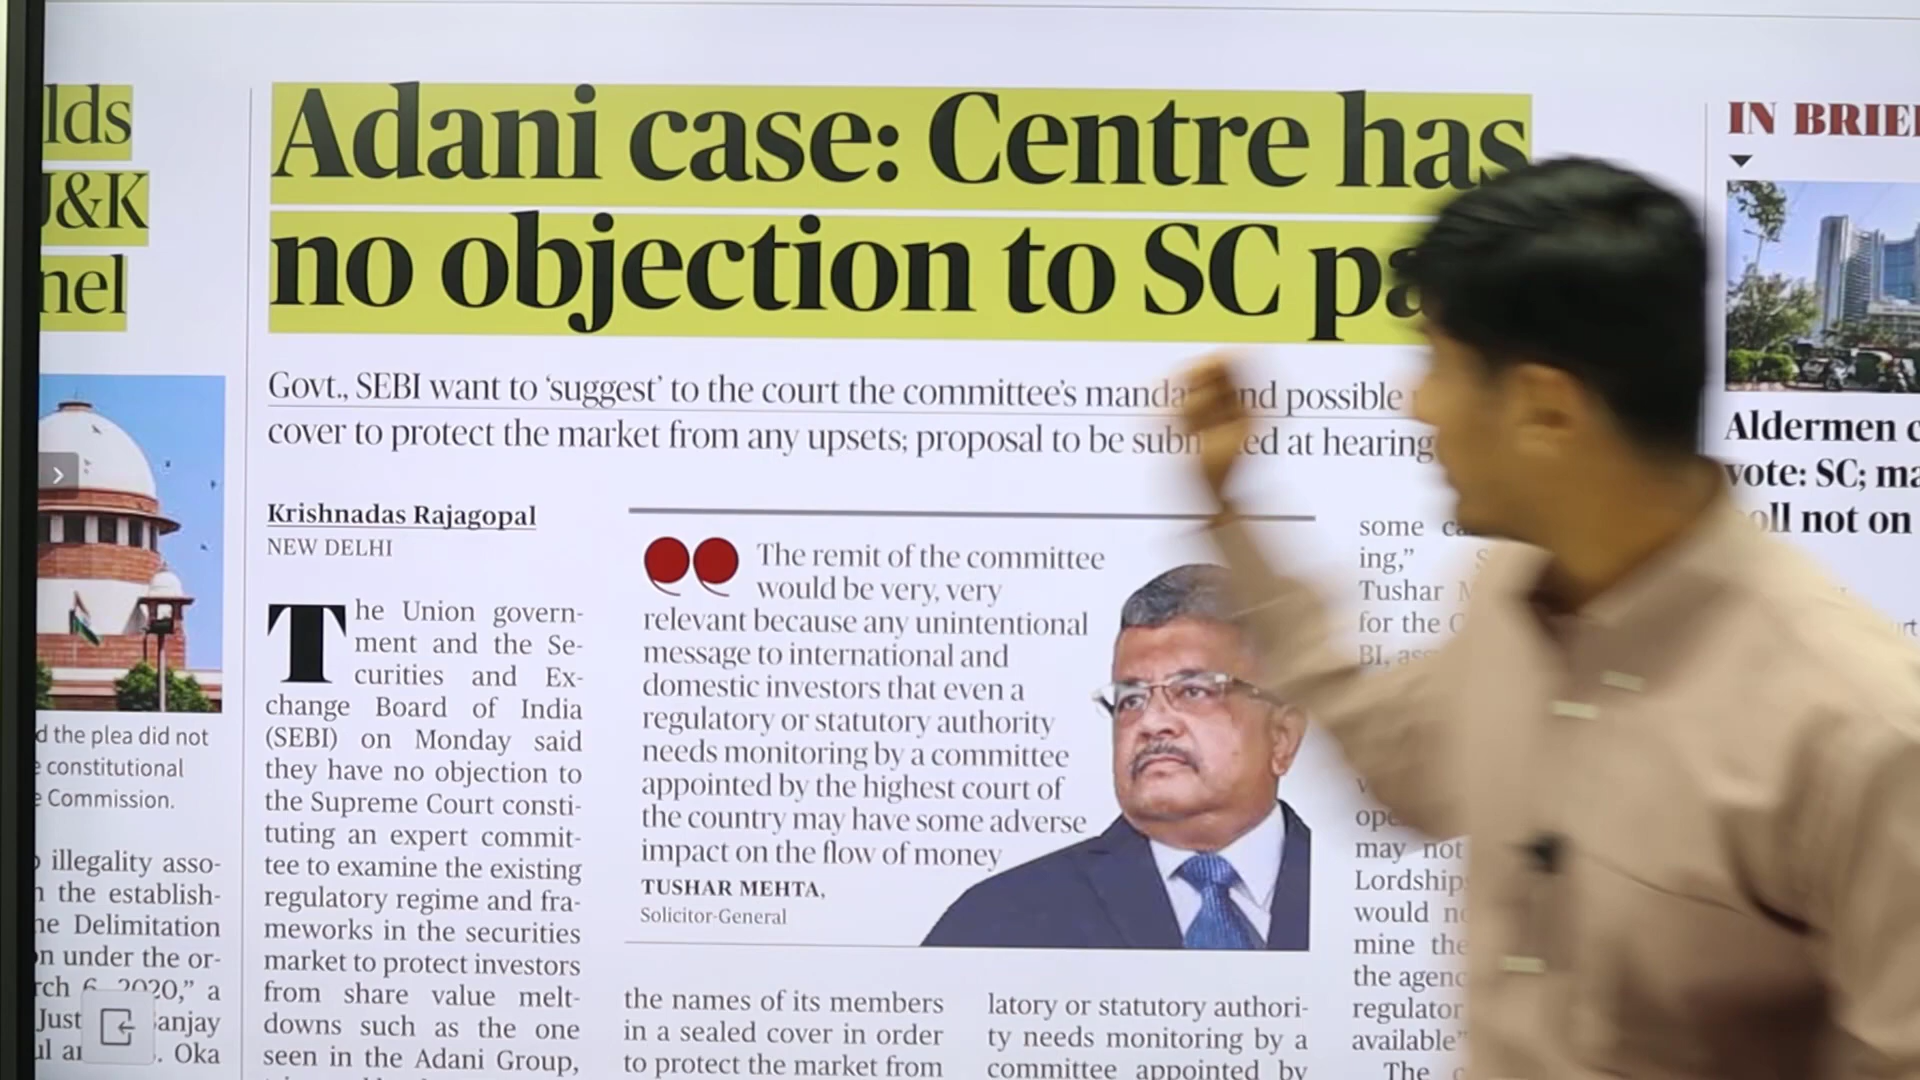 lds
J&K
nel
d the plea did not
constitutional
Commission.
illegality asso-
the establish-
Delimitation
under the or-
6, 2020,” a
Just
Oka
Adani case: Centre has
no objection to SC
Govt., SEBI want to ‘suggest’ to the court the committee’s possible
cover to protect the market from any upsets; proposal to be at hearing
Krishnadas Rajagopal
NEW DELHI
The Union govern-
ment and the Se-
curities and Ex-
change Board of India
(SEBI) on Monday said
they have no objection to
the Supreme Court consti-
tuting an expert commit-
tee to examine the existing
regulatory regime and fra-
meworks in the securities
market to protect investors
from share value melt-
downs such as the one
seen in the Adani Group,
The remit of the committee
would be very, very
relevant because any unintentional
message to international and
domestic investors that even a
regulatory or statutory authority
needs monitoring by a committee
appointed by the highest court of
the country may have some adverse
impact on the flow of money
TUSHAR MEHTA,
Solicitor-General
the names of its members
in a sealed cover in order
to protect the market from
latory or statutory authori-
ty needs monitoring by a
committee appointed by
some
ing,”
Tushar
for the
BI,
may not
Lordship
would
mine the
the agenc
regulator
available”
The
IN BRIEF
Aldermen
vote: SC;
not on